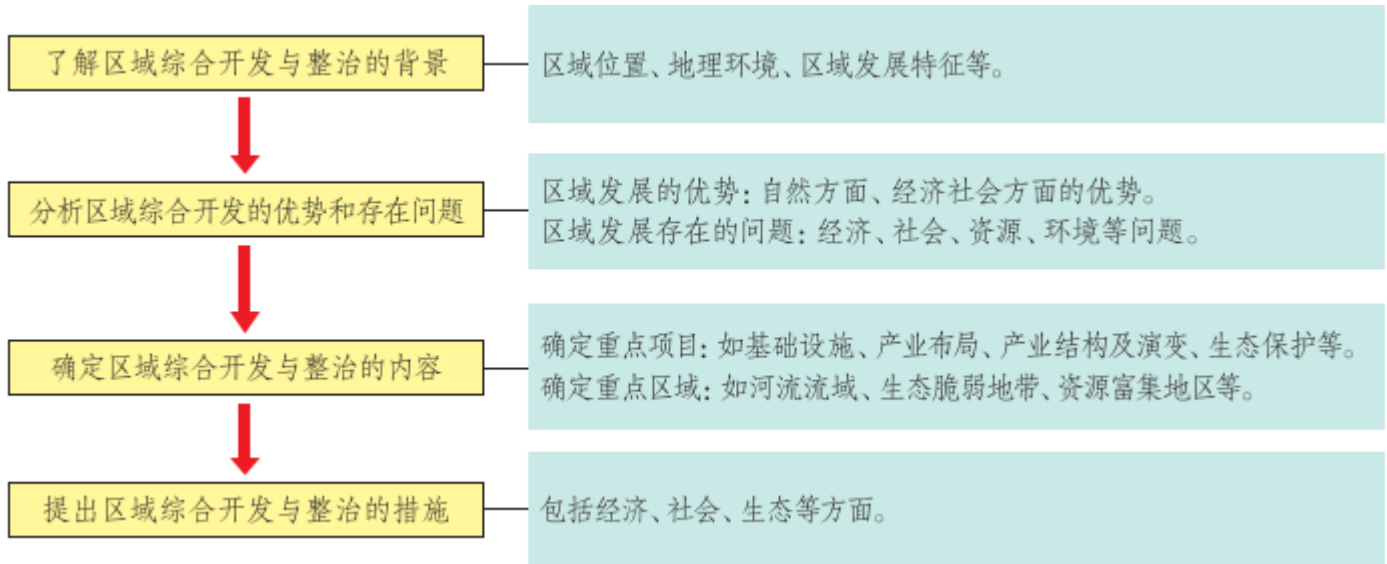 了解区域综合开发与整治的背景
区域位置、地理环境、区域发展特征等。
分析区域综合开发的优势和存在问题
区域发展的优势：自然方面、经济社会方面的优势。
区域发展存在的问题：经济、社会、资源、环境等问题。
确定区域综合开发与整治的内容
确定重点项目：如基础设施、产业布局、产业结构及演变、生态保护等。
确定重点区域：如河流流域、生态脆弱地带、资源富集地区等。
提出区域综合开发与整治的措施
包括经济、社会、生态等方面。